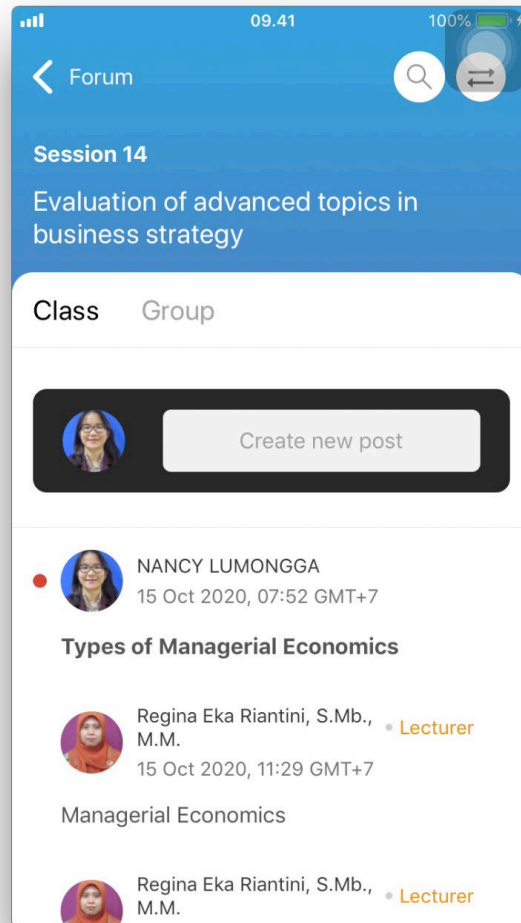 09.41
100%
Forum
Session 14
Evaluation of advanced topics in
business strategy
Class
Group
Create new post
NANCY LUMONGGA
15 Oct 2020, 07:52 GMT+7
Types of Managerial Economics
Regina Eka Riantini, S.Mb.,
M.M.
Lecturer
15 Oct 2020, 11:29 GMT+7
Managerial Economics
Regina Eka Riantini, S.Mb.,
M.M.
Lecturer